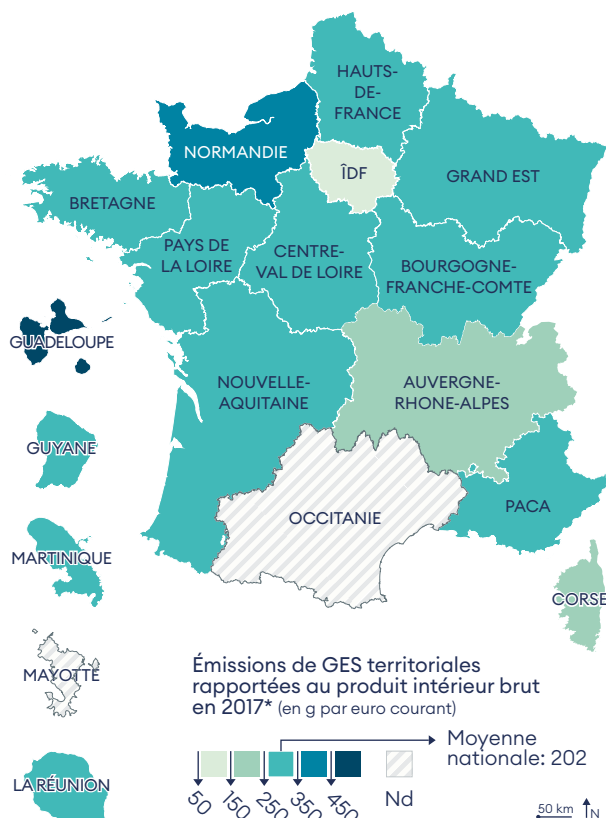 HAUTS-
DE-
FRANCE
NORMANDIE
ÎDF
GRAND EST
BRETAGNE
PAYS DE
LA LOIRE
CENTRE-
VAL DE LOIRE
BOURGOGNE-
FRANCHE-COMTE
GUADELOUPE
NOUVELLE-
AQUITAINE
AUVERGNE-
RHONE-ALPES
GUYANE
OCCITANIE
PACA
MARTINIQUE
CORSE
MAYOTTE
Émissions de GES territoriales
rapportées au produit intérieur brut
en 2017* (en g par euro courant)
Moyenne
nationale: 202
LA RÉUNION
50 150 250 350 450
Nd
50 km
N